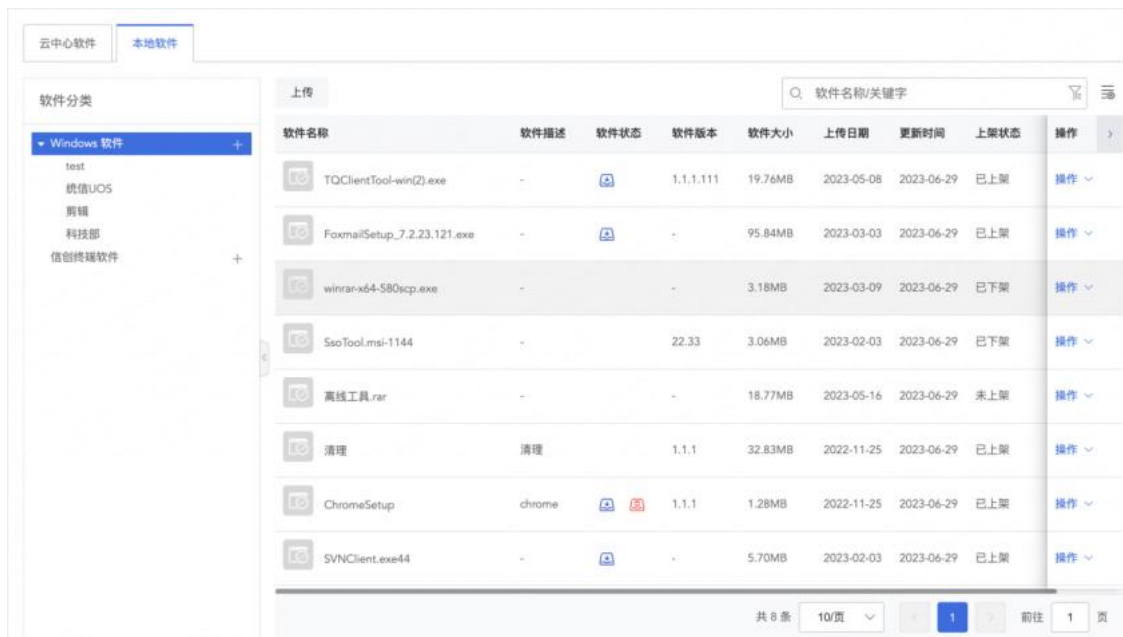 云中心软件 本地软件
软件分类
上传 软件名称/关键字
Windows 软件
test
统信UOS
剪辑
科技部
信创终端软件
软件名称 软件描述 软件状态 软件版本 软件大小 上传日期 更新时间 上架状态 操作
TQClientTool-win(2).exe - 1.1.1.111 19.76MB 2023-05-08 2023-06-29 已上架 操作
FoxmailSetup_7.2.23.121.exe - - 95.84MB 2023-03-03 2023-06-29 已上架 操作
winrar-x64-580scp.exe - - 3.18MB 2023-03-09 2023-06-29 已下架 操作
SsoTool.msi-1144 - 22.33 3.06MB 2023-02-03 2023-06-29 已下架 操作
离线工具.rar - - 18.77MB 2023-05-16 2023-06-29 未上架 操作
清理 清理 1.1.1 32.83MB 2022-11-25 2023-06-29 已上架 操作
ChromeSetup chrome 1.1.1 1.28MB 2022-11-25 2023-06-29 已上架 操作
SVNClient.exe44 - - 5.70MB 2023-02-03 2023-06-29 已上架 操作
共 8 条 10/页 1 前往 1 页